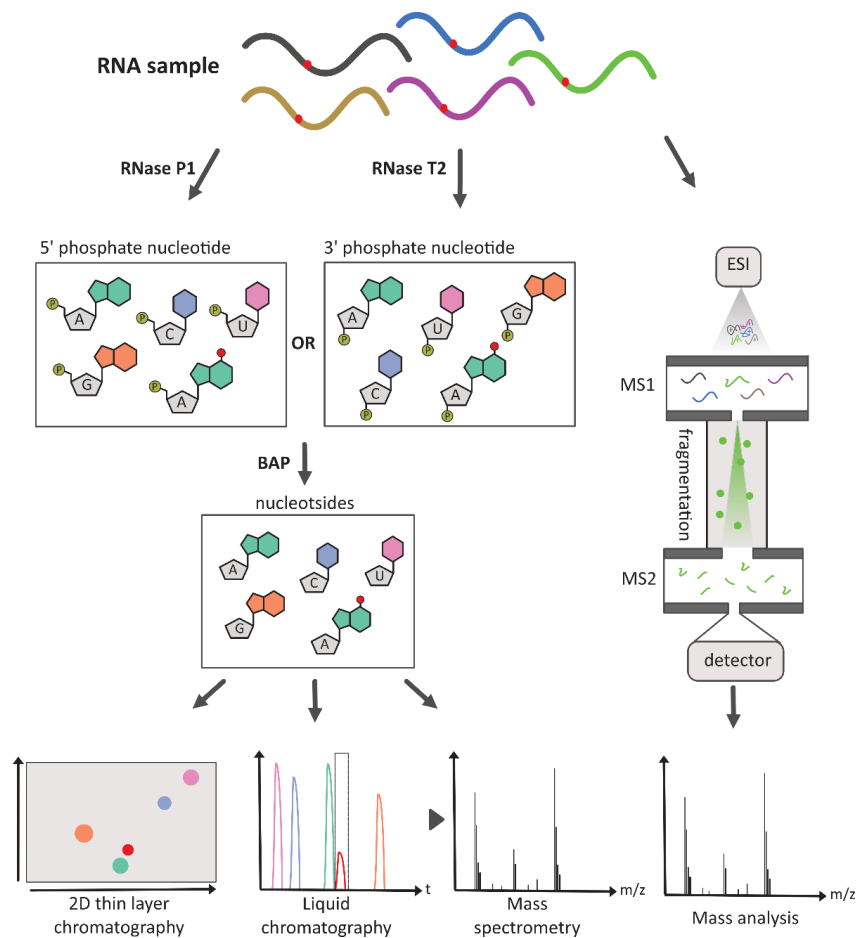 RNA sample
RNase P1
RNase T2
5' phosphate nucleotide
3' phosphate nucleotide
P
A
P
C
P
U
P
G
P
A
OR
A
P
U
P
G
P
C
P
A
P
BAP
nucleotsides
A
C
U
G
A
ESI
MS1
fragmentation
MS2
detector
2D thin layer
chromatography
t
Liquid
chromatography
m/z
Mass
spectrometry
m/z
Mass analysis